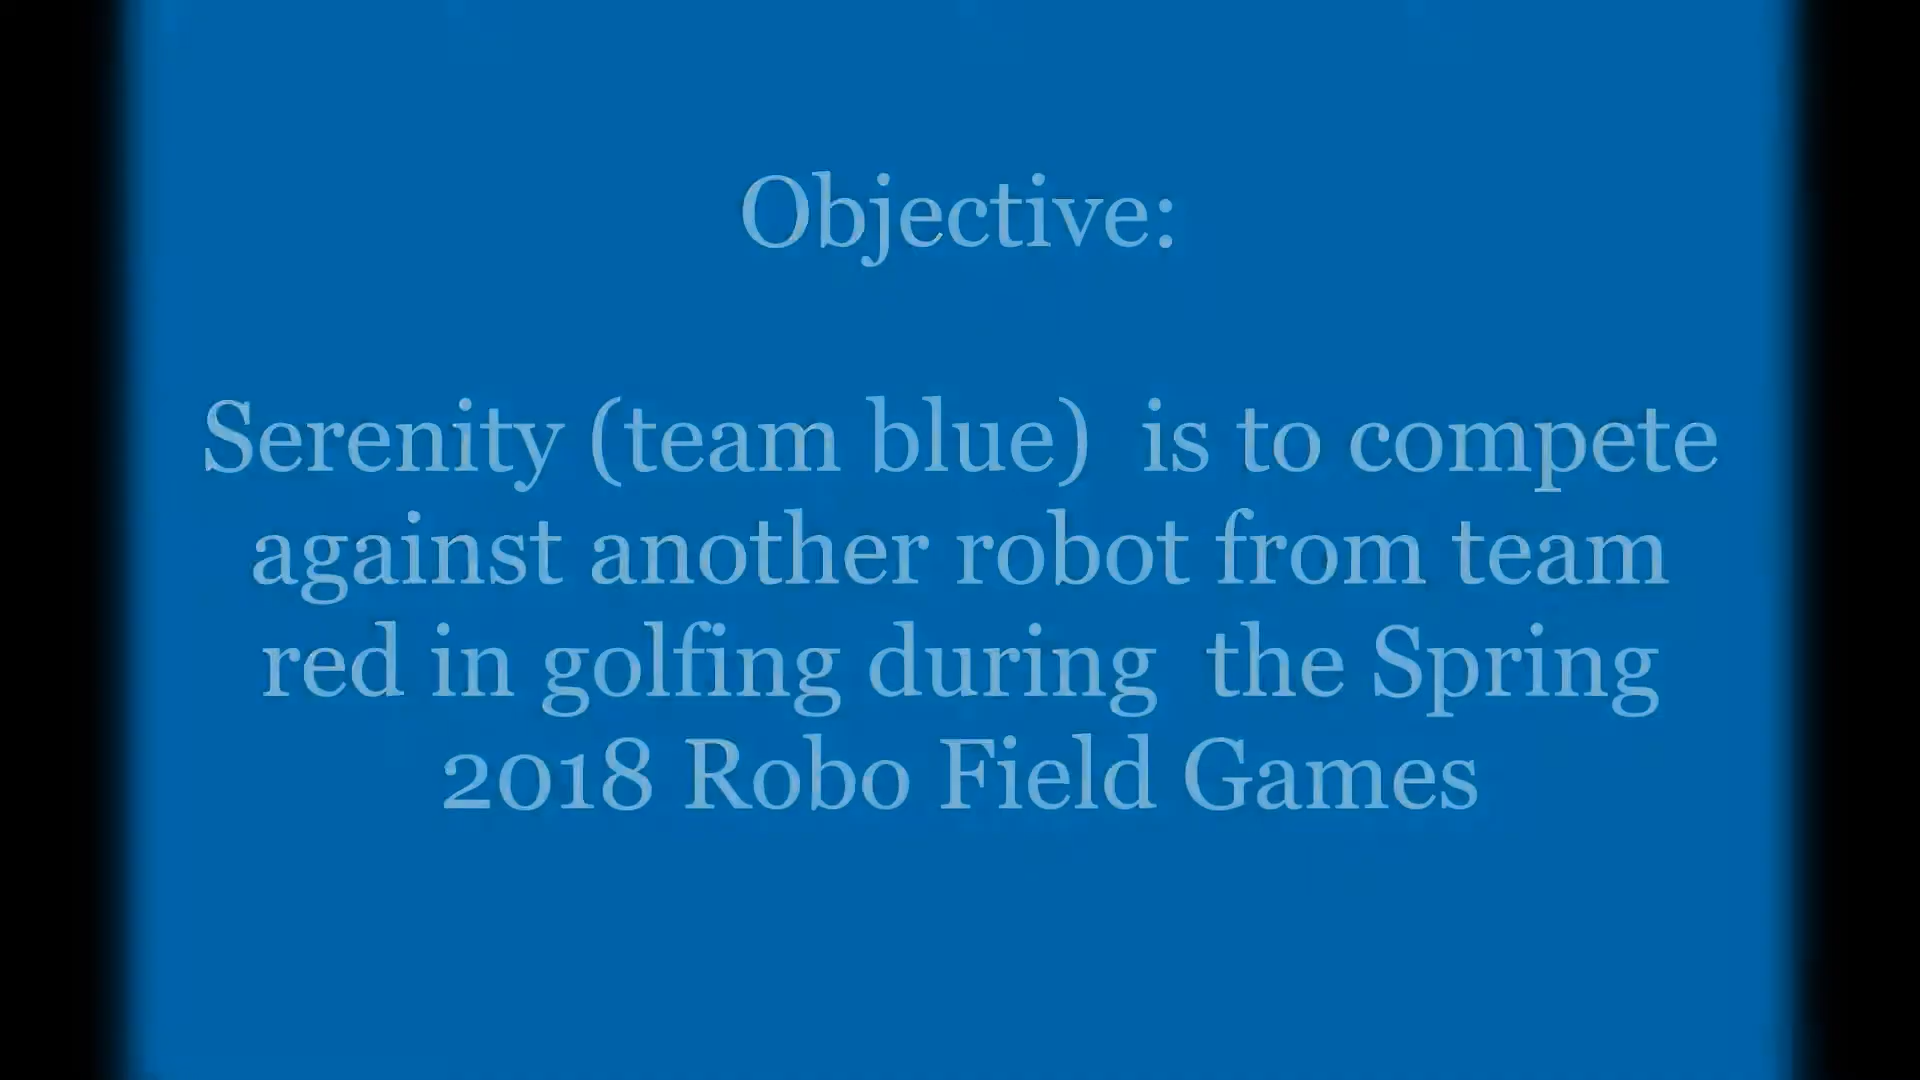 Objective:
Serenity (team blue)  is to compete
against another robot from team
red in golfing during  the Spring
2018 Robo Field Games